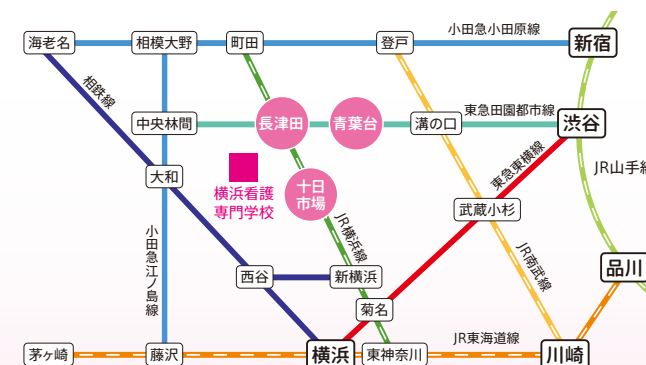 小田急小田原線
海老名
相模大野
町田
登戸
新宿
相鉄線
東急田園都市線
中央林間
長津田
青葉台
溝の口
渋谷
東急東横線
JR山手線
大和
横浜看護
専門学校
十日
市場
武蔵小杉
小田急江ノ島線
JR横浜線
JR南武線
西谷
新横浜
品川
菊名
JR東海道線
茅ヶ崎
藤沢
横浜
東神奈川
川崎